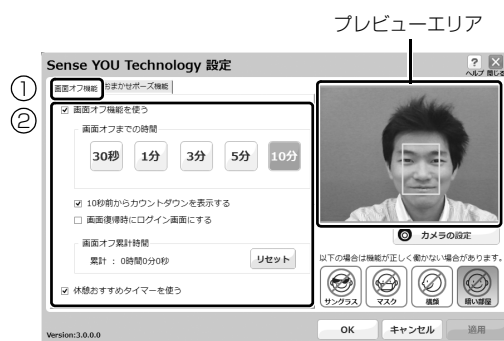 プレビューエリア
Sense YOU Technology 設定
? ×
ヘルプ 閉じる
①
画面オフ機能 おまかせポーズ機能
②
画面オフ機能を使う
画面オフまでの時間
30秒 1分 3分 5分 10分
10秒前からカウントダウンを表示する
画面復帰時にログイン画面にする
画面オフ累計時間
累計 : 0時間0分0秒 リセット
休憩おすすめタイマーを使う
カメラの設定
以下の場合は機能が正しく働かない場合があります。
サングラス マスク 横顔 暗い部屋
Version:3.0.0.0
OK キャンセル 適用